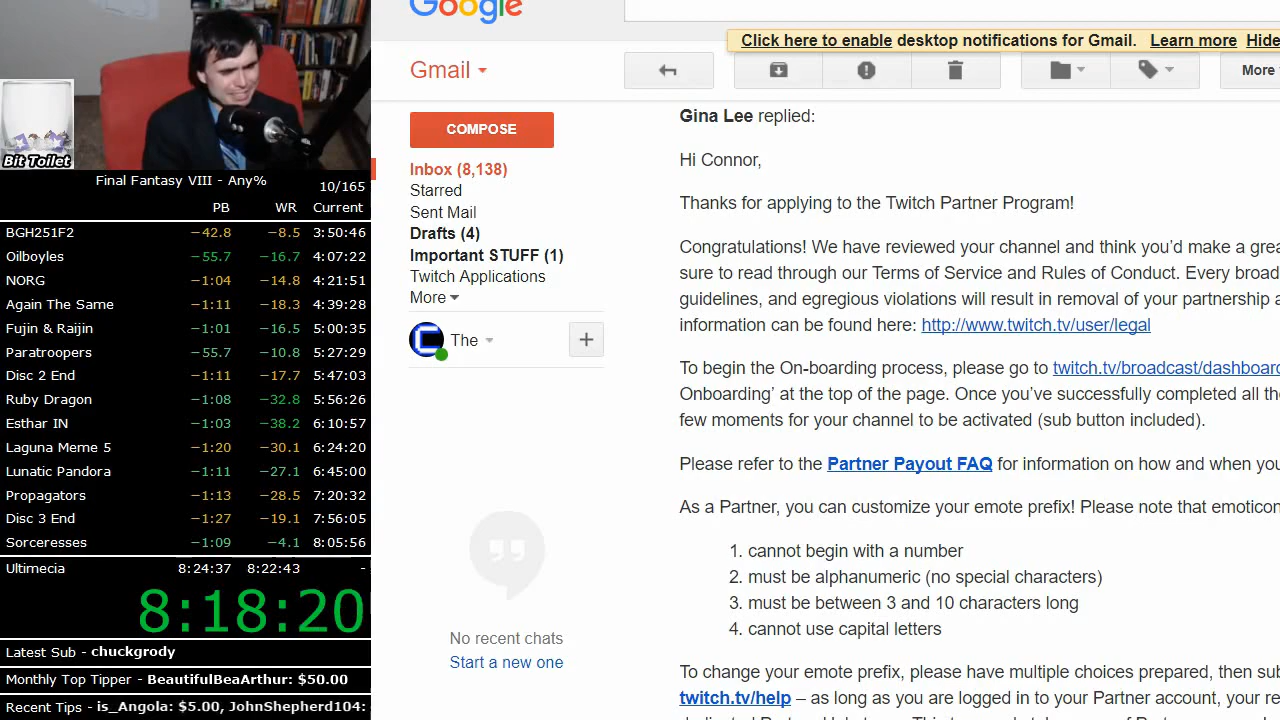 Bit Toilet
Final Fantasy VIII - Any%
10/165
PB WR Current
BGH251F2 −42.8 −8.5 3:50:46
Oilboyles −55.7 −16.7 4:07:22
NORG −1:04 −14.8 4:21:51
Again The Same −1:11 −18.3 4:39:28
Fujin & Raijin −1:01 −16.5 5:00:35
Paratroopers −55.7 −10.8 5:27:29
Disc 2 End −1:11 −17.7 5:47:03
Ruby Dragon −1:08 −32.8 5:56:26
Esthar IN −1:03 −38.2 6:10:57
Laguna Meme 5 −1:20 −30.1 6:24:20
Lunatic Pandora −1:11 −27.1 6:45:00
Propagators −1:13 −28.5 7:20:32
Disc 3 End −1:27 −19.1 7:56:05
Sorceresses −1:09 −4.1 8:05:56
Ultimecia 8:24:37 8:22:43 -
8:18:20
Latest Sub - chuckgrody
Monthly Top Tipper - BeautifulBeaArthur: $50.00
Recent Tips - is_Angola: $5.00, JohnShepherd104:
Google
Click here to enable desktop notifications for Gmail. Learn more Hide
Gmail
More
COMPOSE
Inbox (8,138)
Starred
Sent Mail
Drafts (4)
Important STUFF (1)
Twitch Applications
More
The
+
No recent chats
Start a new one
Gina Lee replied:
Hi Connor,
Thanks for applying to the Twitch Partner Program!
Congratulations! We have reviewed your channel and think you’d make a grea
sure to read through our Terms of Service and Rules of Conduct. Every broad
guidelines, and egregious violations will result in removal of your partnership a
information can be found here: http://www.twitch.tv/user/legal
To begin the On-boarding process, please go to twitch.tv/broadcast/dashboard
Onboarding’ at the top of the page. Once you’ve successfully completed all the
few moments for your channel to be activated (sub button included).
Please refer to the Partner Payout FAQ for information on how and when you
As a Partner, you can customize your emote prefix! Please note that emoticon
1. cannot begin with a number
2. must be alphanumeric (no special characters)
3. must be between 3 and 10 characters long
4. cannot use capital letters
To change your emote prefix, please have multiple choices prepared, then sub
twitch.tv/help – as long as you are logged in to your Partner account, your re